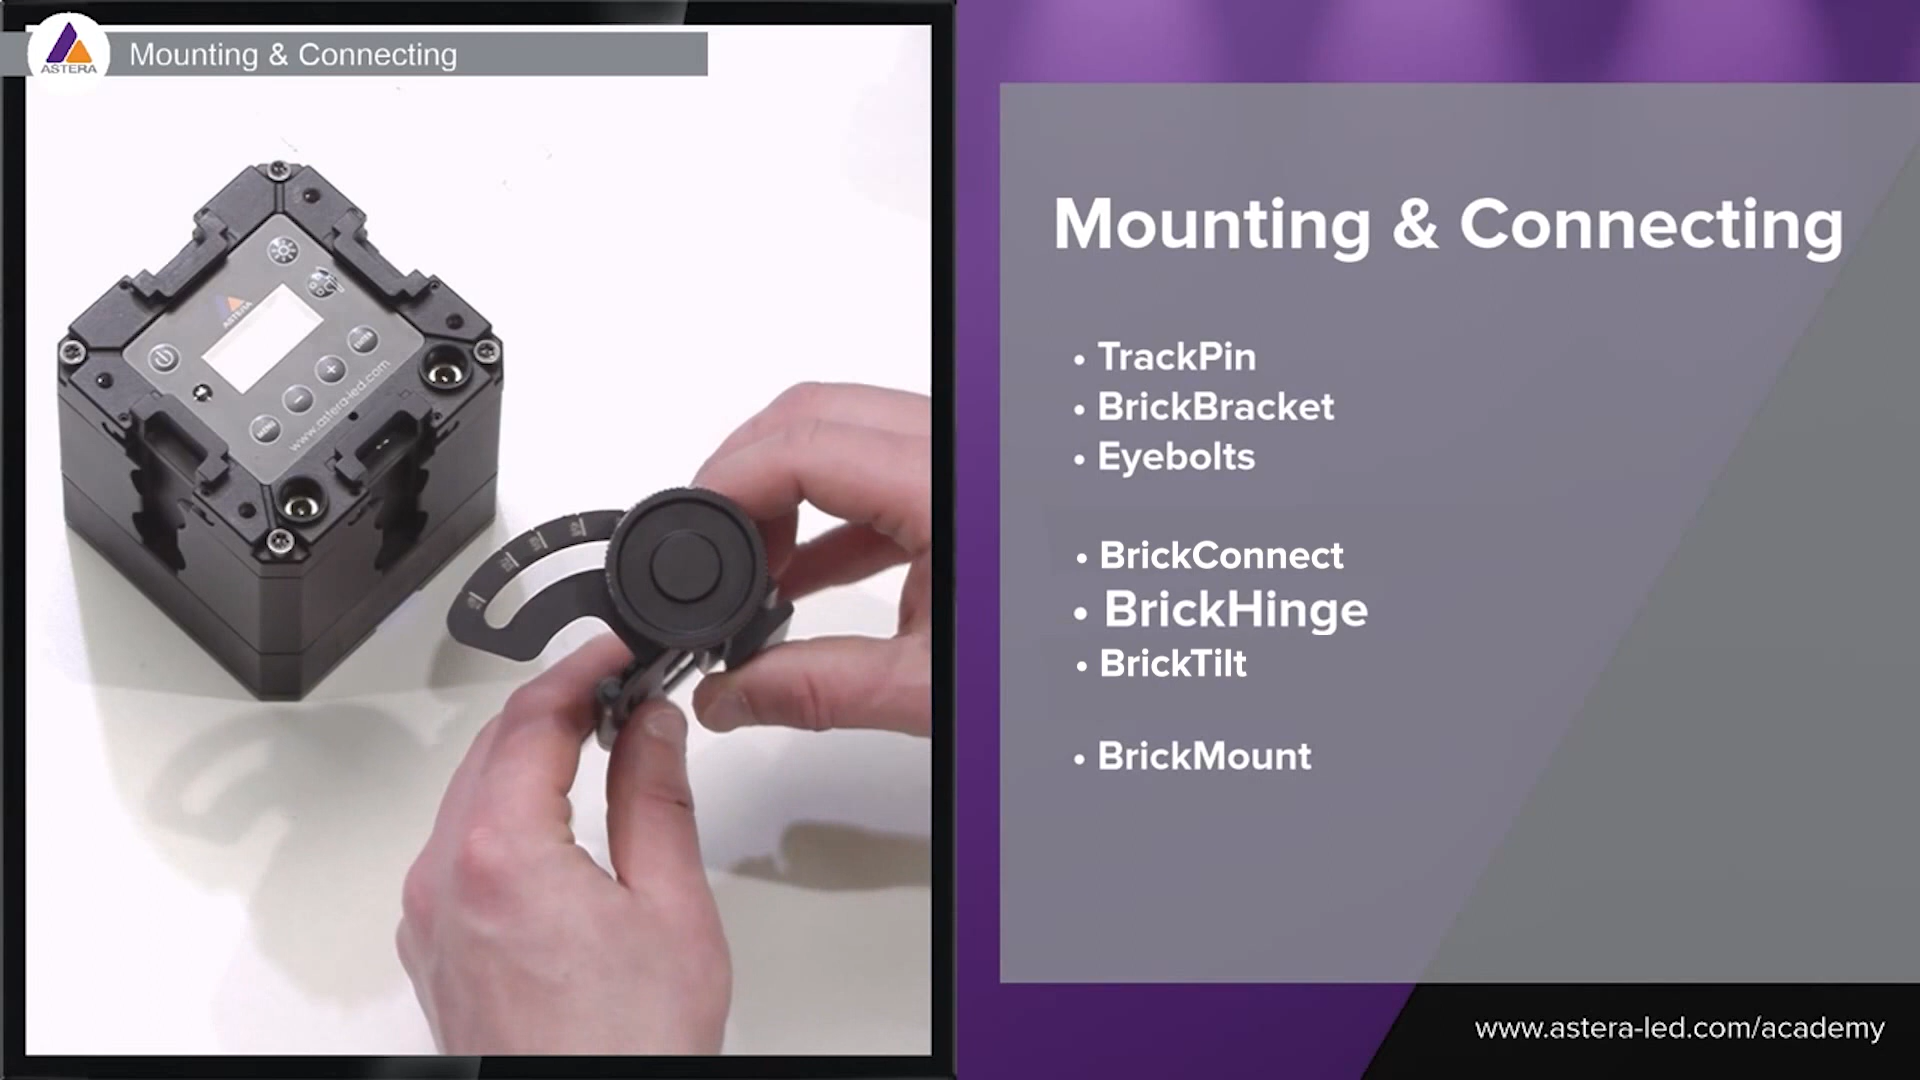 ASTERA
Mounting & Connecting
ASTERA
ENTER
+
-
MENU
www.astera-led.com
Mounting & Connecting
• TrackPin
• BrickBracket
• Eyebolts
• BrickConnect
• BrickHinge
• BrickTilt
• BrickMount
www.astera-led.com/academy